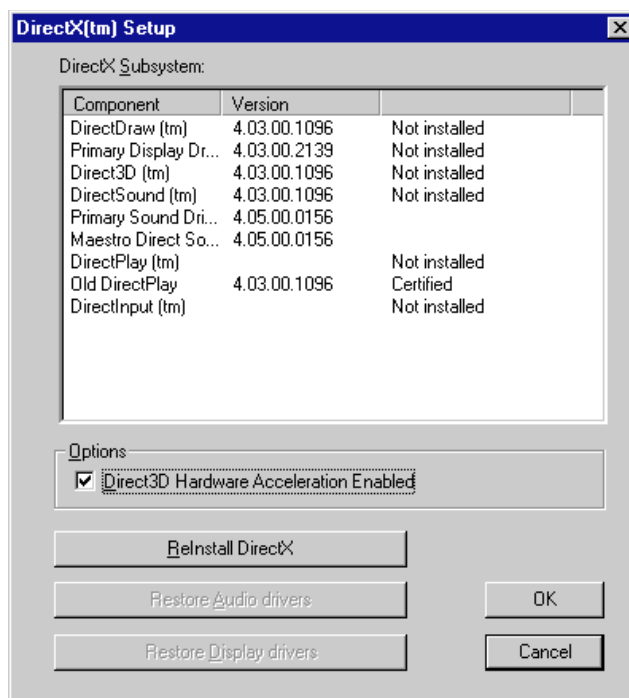 DirectX(tm) Setup
DirectX Subsystem:
Component Version
DirectDraw (tm) 4.03.00.1096 Not installed
Primary Display Dr... 4.03.00.2139 Not installed
Direct3D (tm) 4.03.00.1096 Not installed
DirectSound (tm) 4.03.00.1096 Not installed
Primary Sound Dri... 4.05.00.0156
Maestro Direct So... 4.05.00.0156
DirectPlay (tm) Not installed
Old DirectPlay 4.03.00.1096 Certified
DirectInput (tm) Not installed
Options
Direct3D Hardware Acceleration Enabled
ReInstall DirectX
Restore Audio drivers OK
Restore Display drivers Cancel